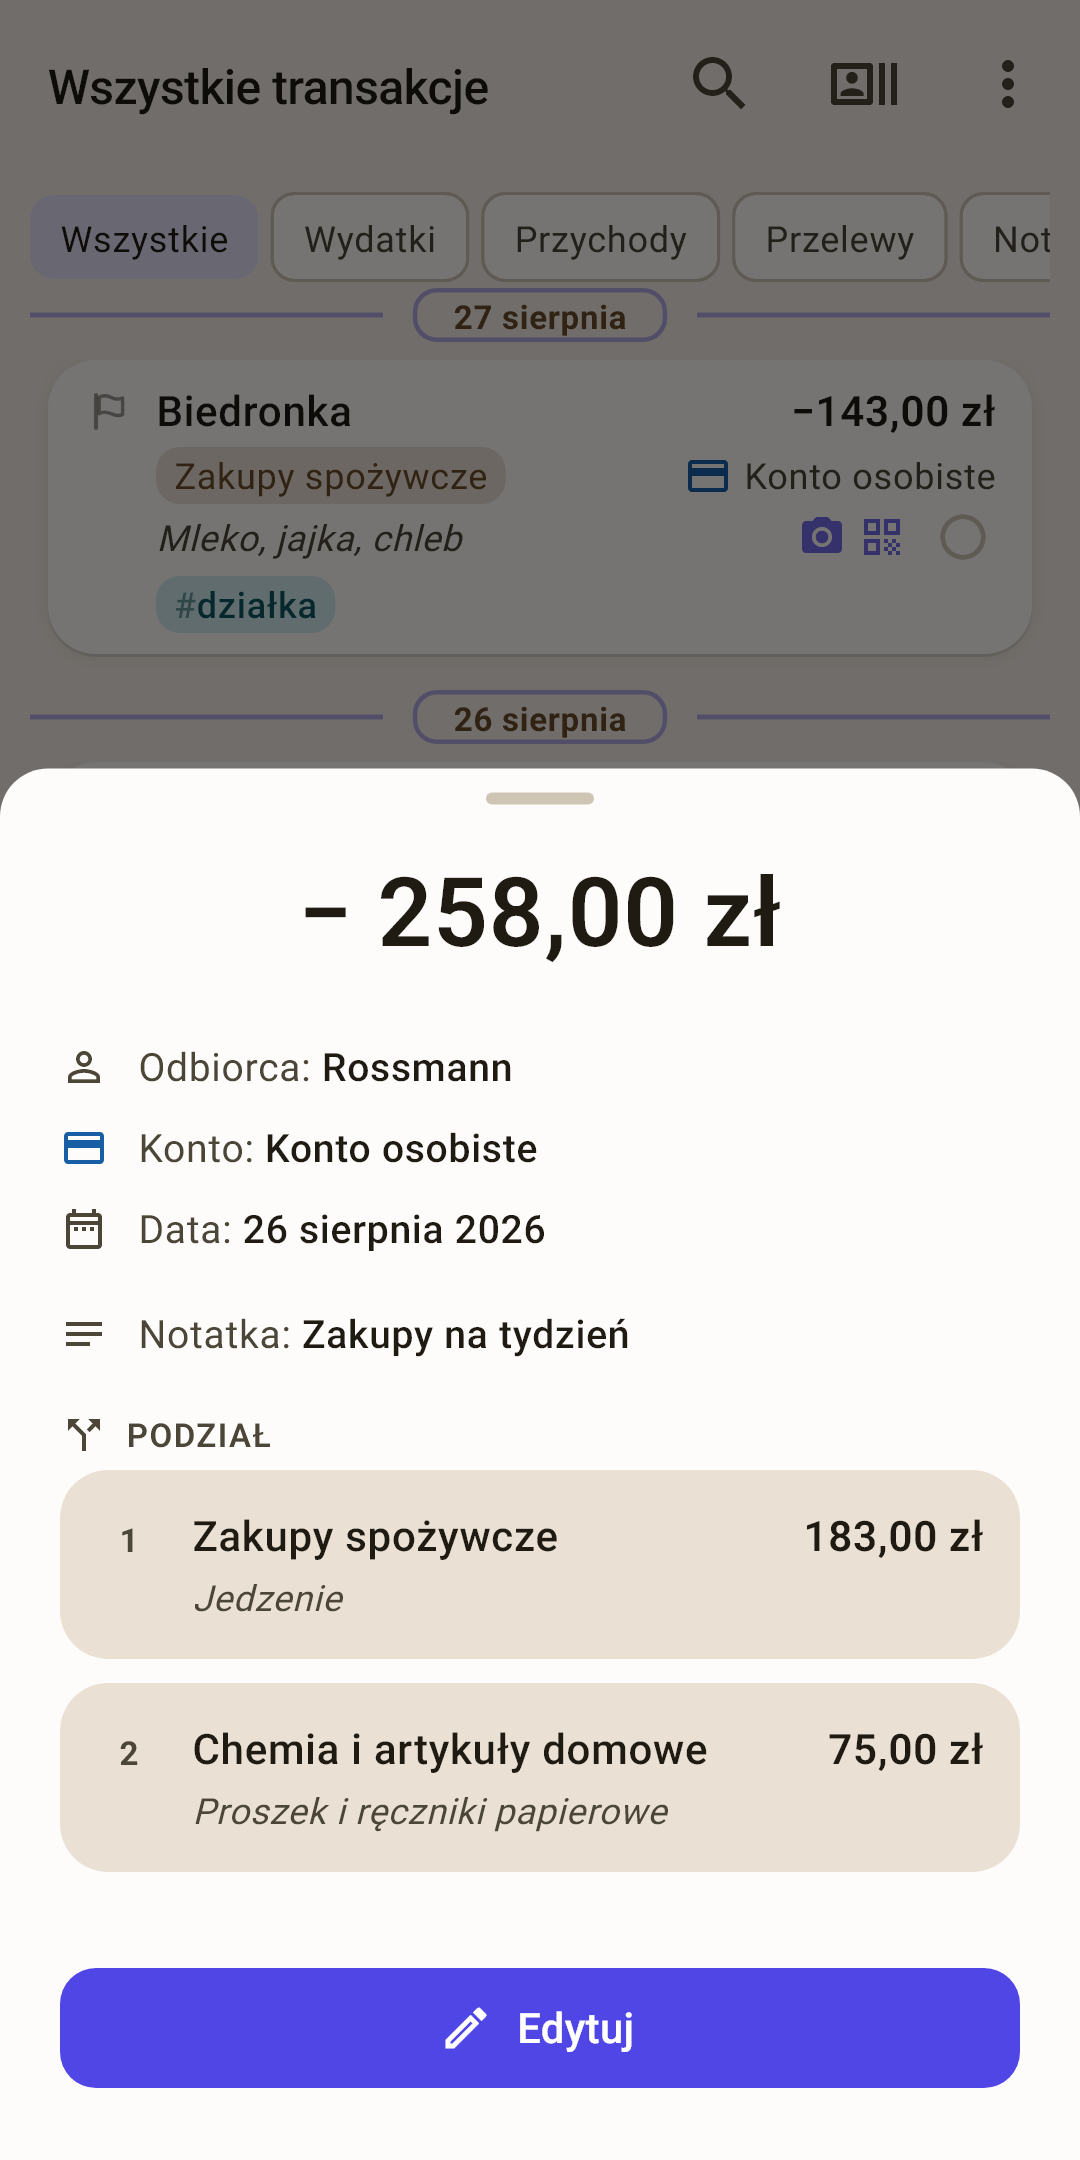 Wszystkie transakcje
Wszystkie Wydatki Przychody Przelewy Not
27 sierpnia
Biedronka −143,00 zł
Zakupy spożywcze Konto osobiste
Mleko, jajka, chleb
#działka
26 sierpnia
− 258,00 zł
Odbiorca: Rossmann
Konto: Konto osobiste
Data: 26 sierpnia 2026
Notatka: Zakupy na tydzień
PODZIAŁ
1 Zakupy spożywcze 183,00 zł
Jedzenie
2 Chemia i artykuły domowe 75,00 zł
Proszek i ręczniki papierowe
Edytuj